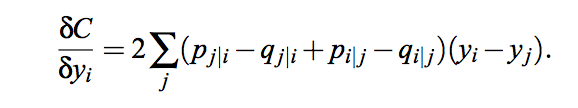 δC/δy_i = 2∑_j (p_{j|i} − q_{j|i} + p_{i|j} − q_{i|j})(y_i − y_j).